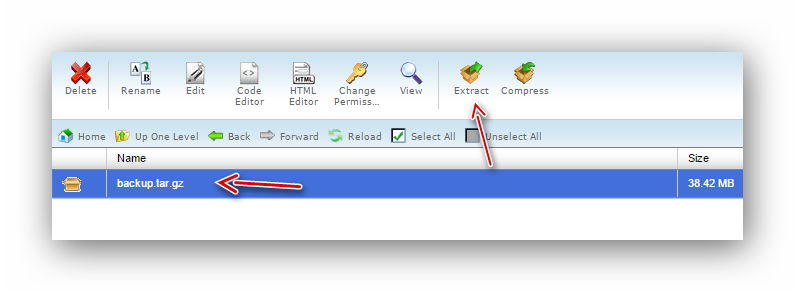 Delete Rename Edit Code Editor HTML Editor Change Permiss... View Extract Compress
Home Up One Level Back Forward Reload Select All Unselect All
Name Size
backup.tar.gz 38.42 MB